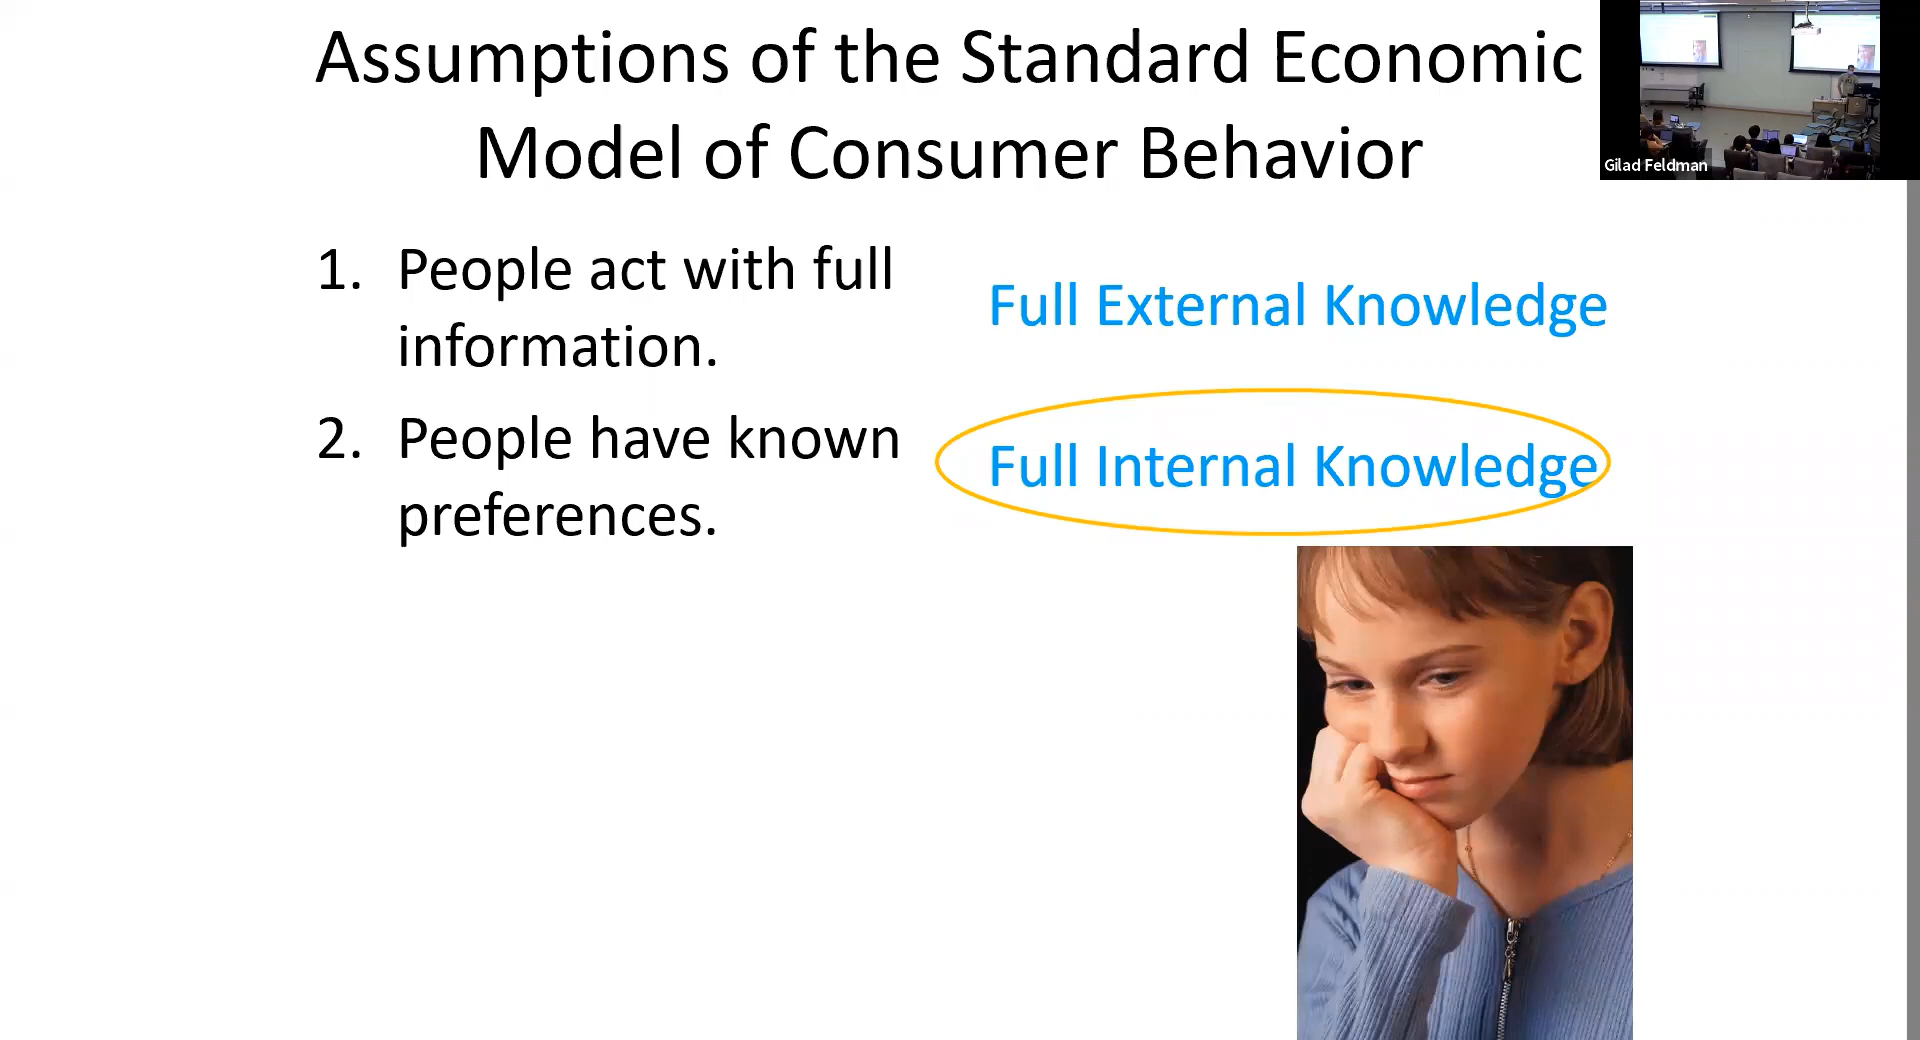 Assumptions of the Standard Economic
Model of Consumer Behavior
Gilad Feldman
1. People act with full
information.
Full External Knowledge
2. People have known
preferences.
Full Internal Knowledge